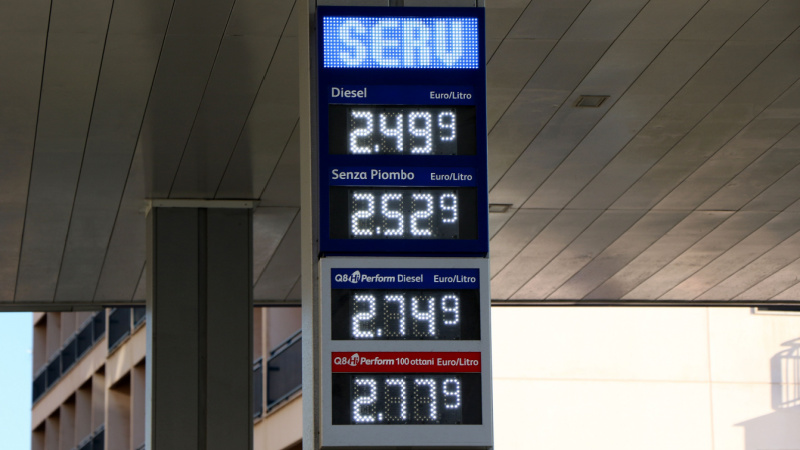 SERV
Diesel Euro/Litro
2.499
Senza Piombo Euro/Litro
2.529
Q8 Hi Perform Diesel Euro/Litro
2.749
Q8 Hi Perform 100 ottani Euro/Litro
2.779